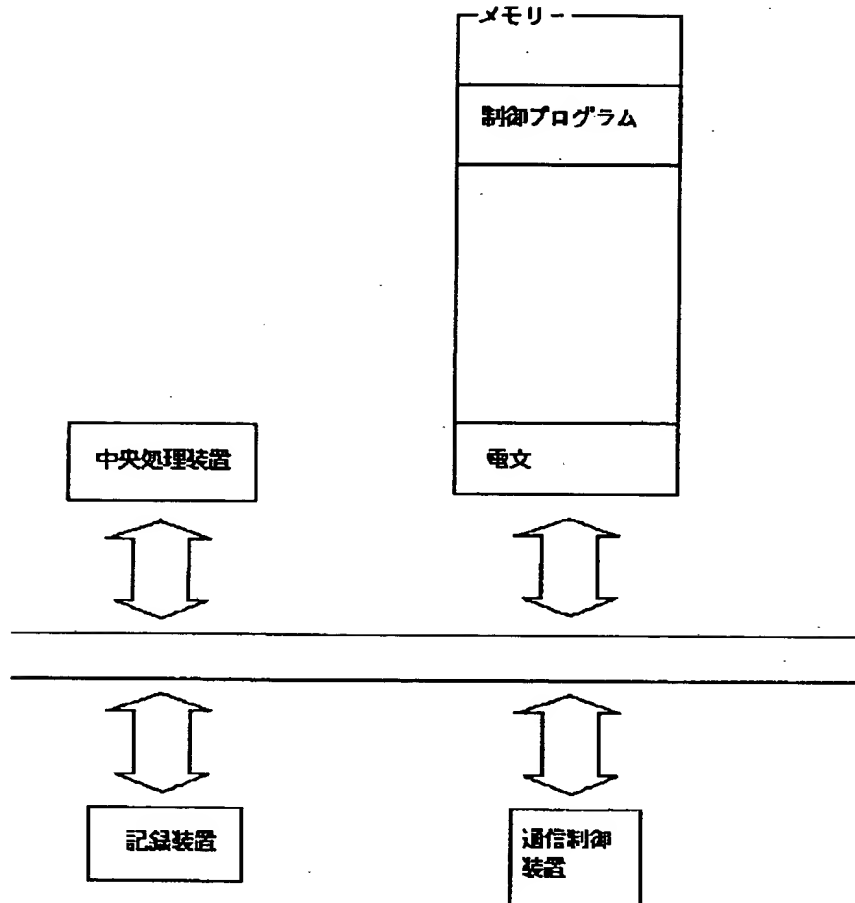 メモリー
制御プログラム
中央処理装置
電文
記録装置
通信制御
装置